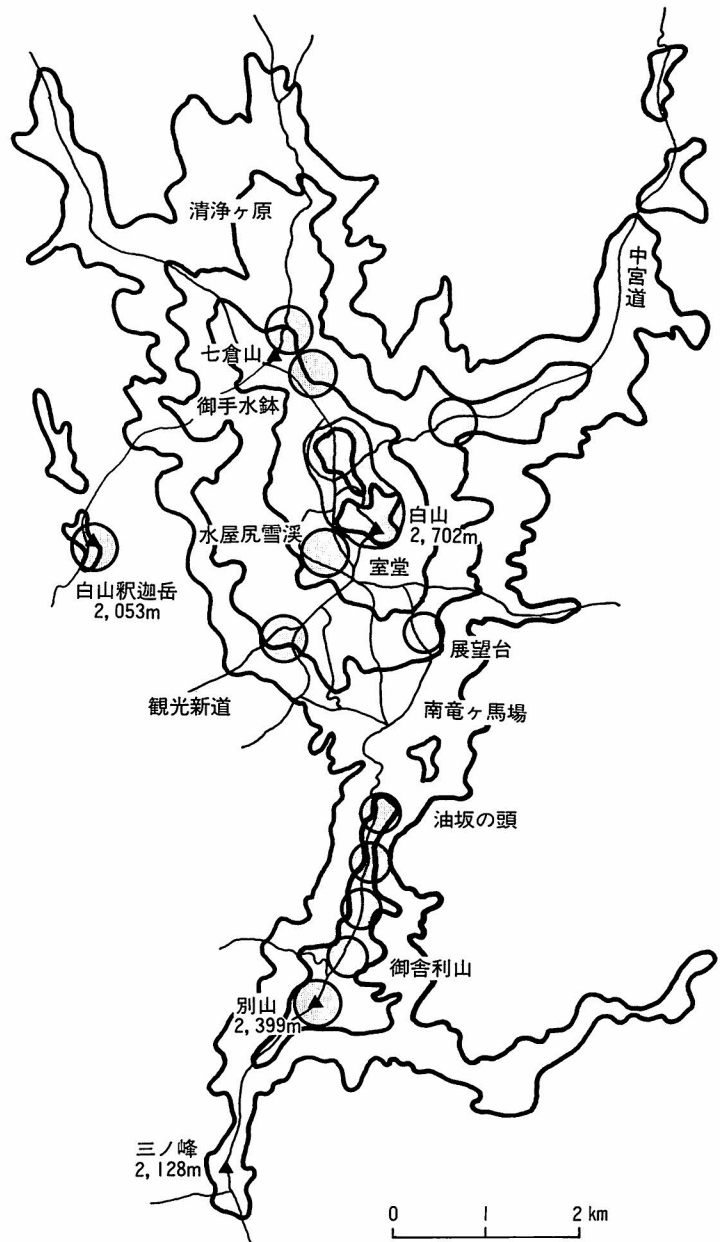 清浄ヶ原
中宮道
七倉山
御手水鉢
白山
2,702m
水屋尻雪渓
室堂
白山釈迦岳
2,053m
展望台
観光新道
南竜ヶ馬場
油坂の頭
御舎利山
別山
2,399m
三ノ峰
2,128m
0 1 2 km